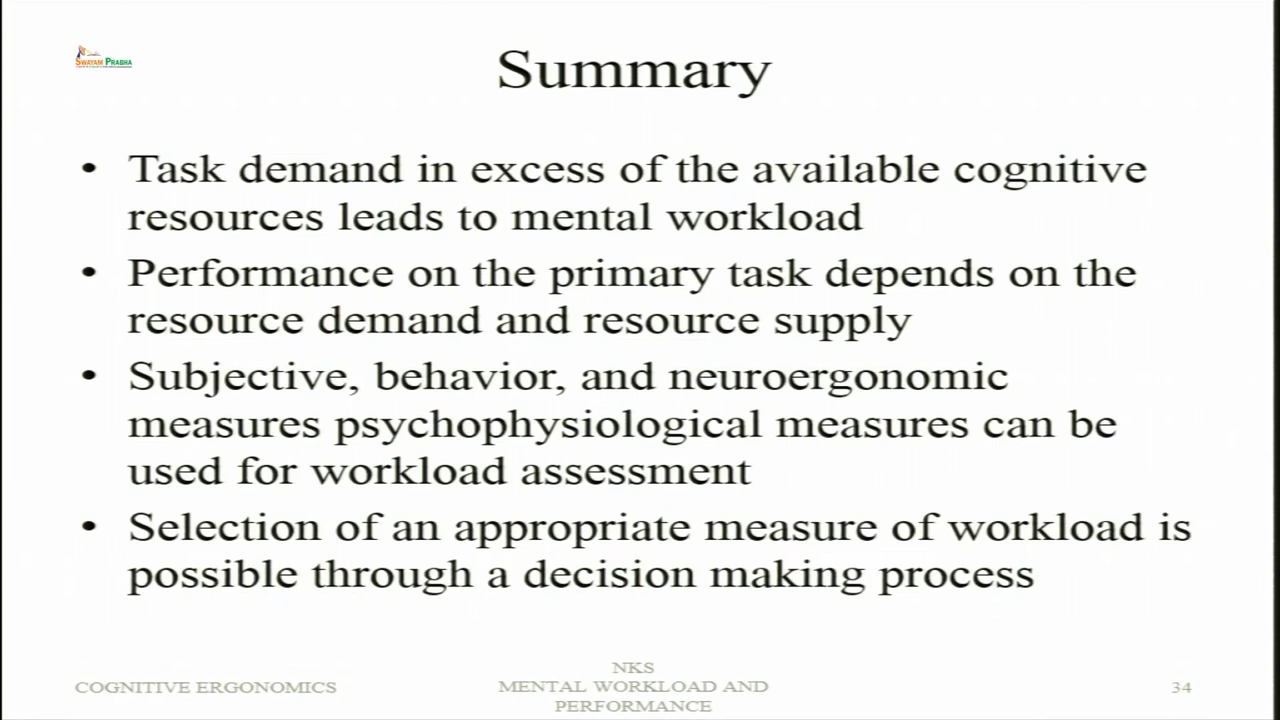 SWAYAM PRABHA
Summary
• Task demand in excess of the available cognitive
resources leads to mental workload
• Performance on the primary task depends on the
resource demand and resource supply
• Subjective, behavior, and neuroergonomic
measures psychophysiological measures can be
used for workload assessment
• Selection of an appropriate measure of workload is
possible through a decision making process
COGNITIVE ERGONOMICS
NKS
MENTAL WORKLOAD AND
PERFORMANCE
34